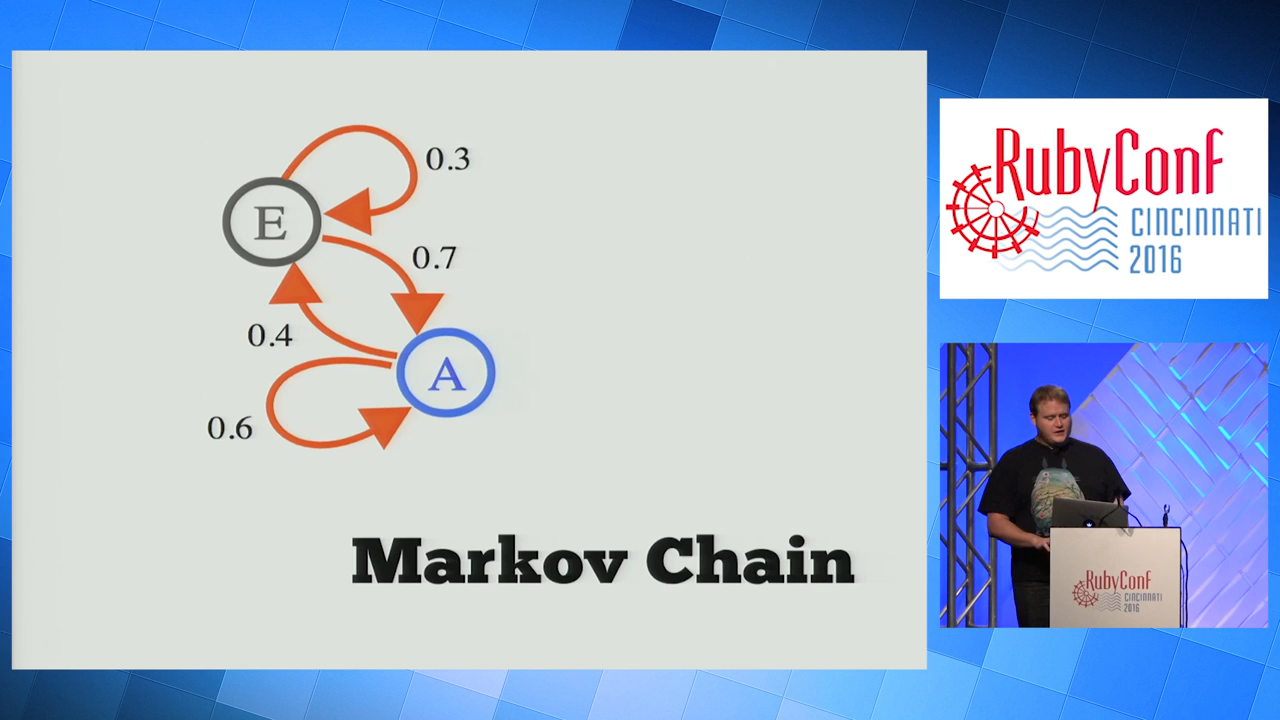 0.3
E
0.7
0.4
A
0.6
Markov Chain
RubyConf
CINCINNATI
2016
RubyConf
CINCINNATI
2016